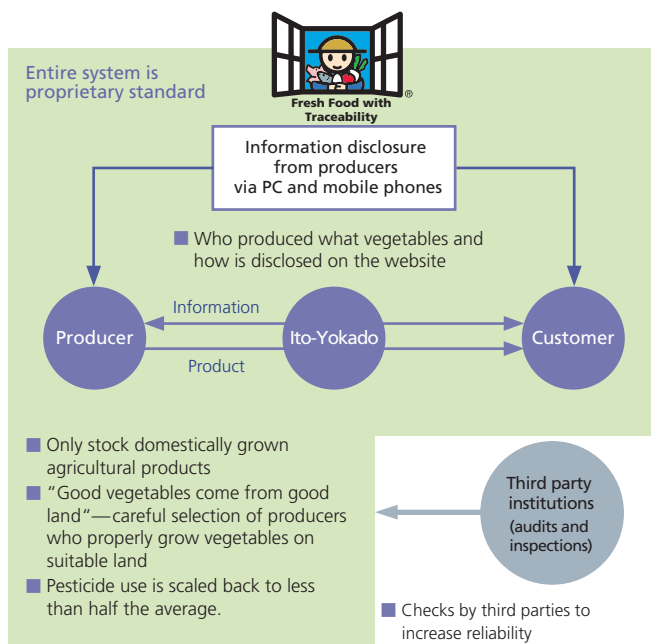 Entire system is
proprietary standard
Fresh Food with
Traceability
®
Information disclosure
from producers
via PC and mobile phones
■ Who produced what vegetables and
how is disclosed on the website
Information
Producer
Ito-Yokado
Customer
Product
■ Only stock domestically grown
agricultural products
■ “Good vegetables come from good
land“—careful selection of producers
who properly grow vegetables on
suitable land
■ Pesticide use is scaled back to less
than half the average.
Third party
institutions
(audits and
inspections)
■ Checks by third parties to
increase reliability